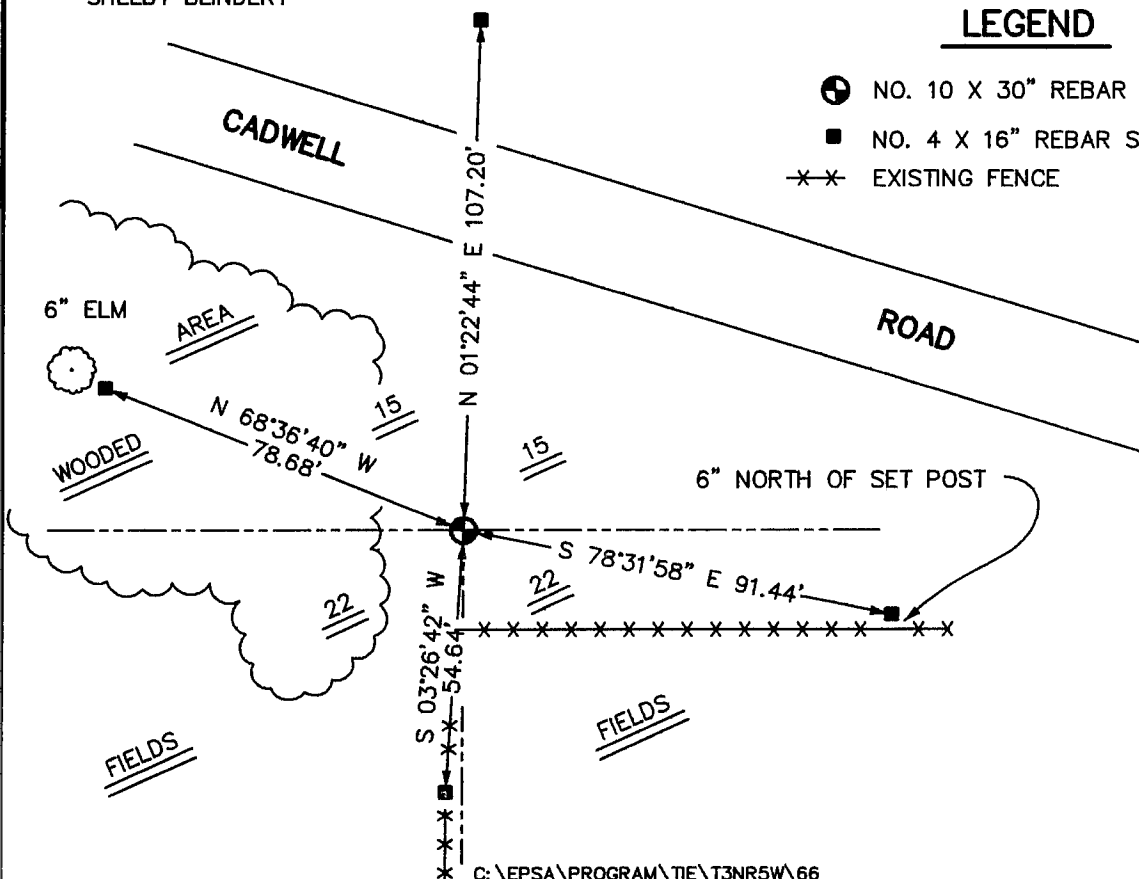 LEGEND
NO. 10 X 30" REBAR
NO. 4 X 16" REBAR S
EXISTING FENCE
CADWELL
ROAD
N 01°22'44" E 107.20'
6" ELM
AREA
WOODED
N 68°36'40" W
78.68'
15
15
6" NORTH OF SET POST
S 78°31'58" E 91.44'
22
22
S 03°26'42" W
54.64'
FIELDS
FIELDS
C:\EPSA\PROGRAM\TIE\T3NR5W\66